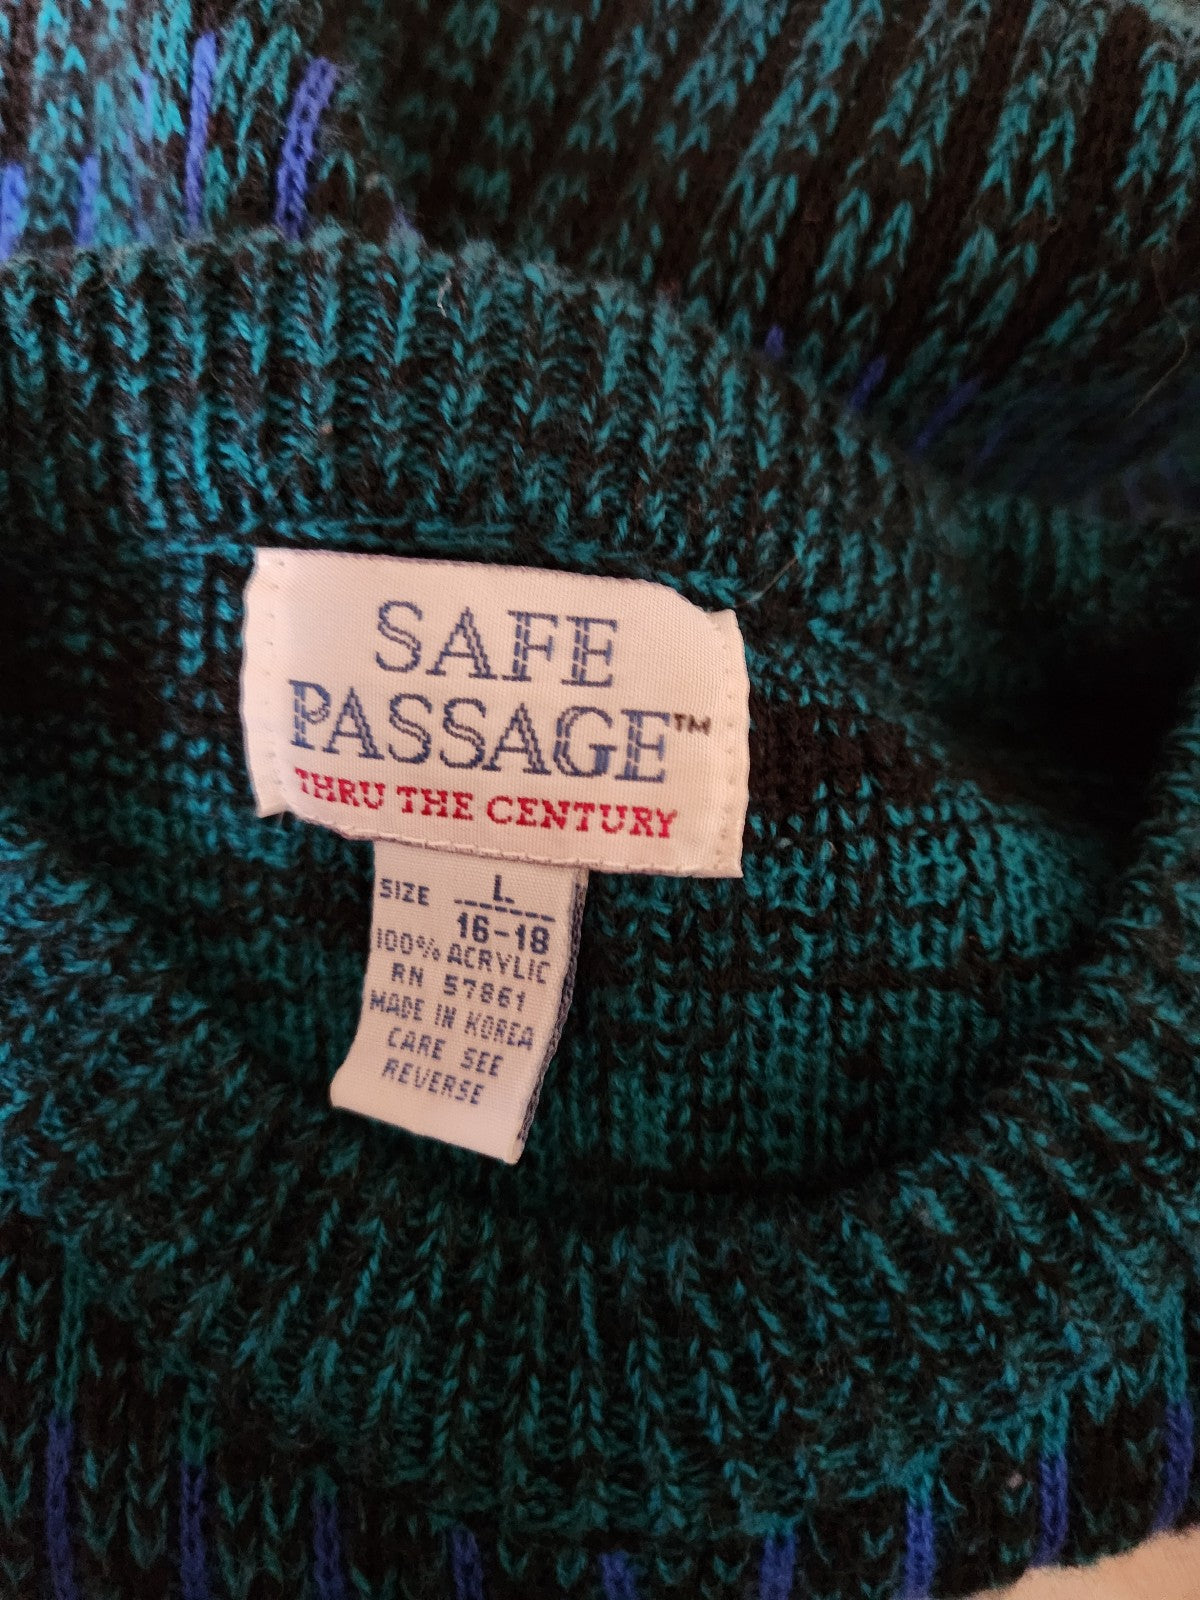 SAFE
PASSAGE™
THRU THE CENTURY
SIZE L
16-18
100% ACRYLIC
RN 57861
MADE IN KOREA
CARE SEE
REVERSE